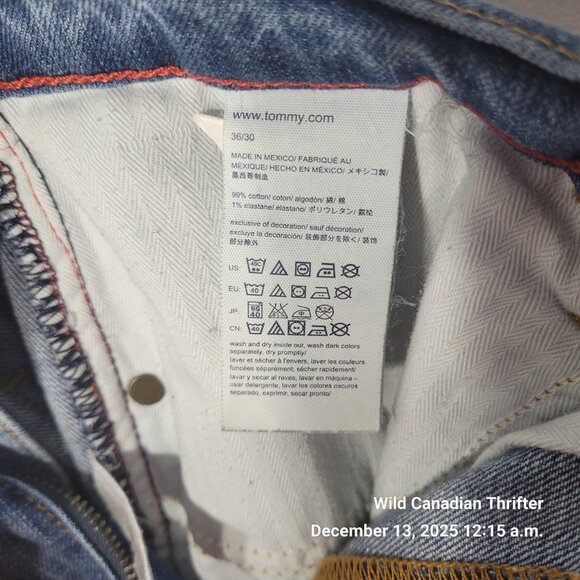 www.tommy.com
36/30
MADE IN MEXICO/ FABRIQUÉ AU
MEXIQUE/ HECHO EN MÉXICO/ メキシコ製/
墨西哥制造
99% cotton/ coton/ algodón/ 綿/ 棉
1% elastane/ elastano/ ポリウレタン/ 氨纶
exclusive of decoration/ sauf décoration/
excluye la decoración/ 装飾部分を除く/ 装饰
部分除外
US: 40C
EU: 40
JP:
CN: 40
wash and dry inside out, wash dark colors
separately, dry promptly/
laver et sécher à l'envers, laver les couleurs
foncées séparément, sécher rapidement/
lavar y secar al reves, lavar en máquina –
usar detergente, lavar los colores oscuros
separado, exprimir, secar pronto/
Wild Canadian Thrifter
December 13, 2025 12:15 a.m.